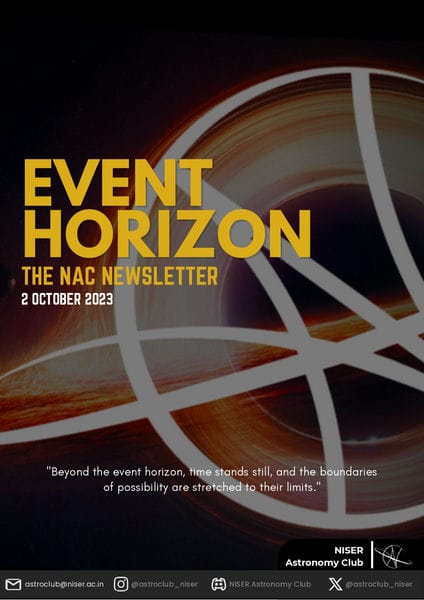 EVENT
HORIZON
THE NAC NEWSLETTER
2 OCTOBER 2023
"Beyond the event horizon, time stands still, and the boundaries
of possibility are stretched to their limits."
NISER
Astronomy Club
astroclub@niser.ac.in @astroclub_niser NISER Astronomy Club @astroclub_niser